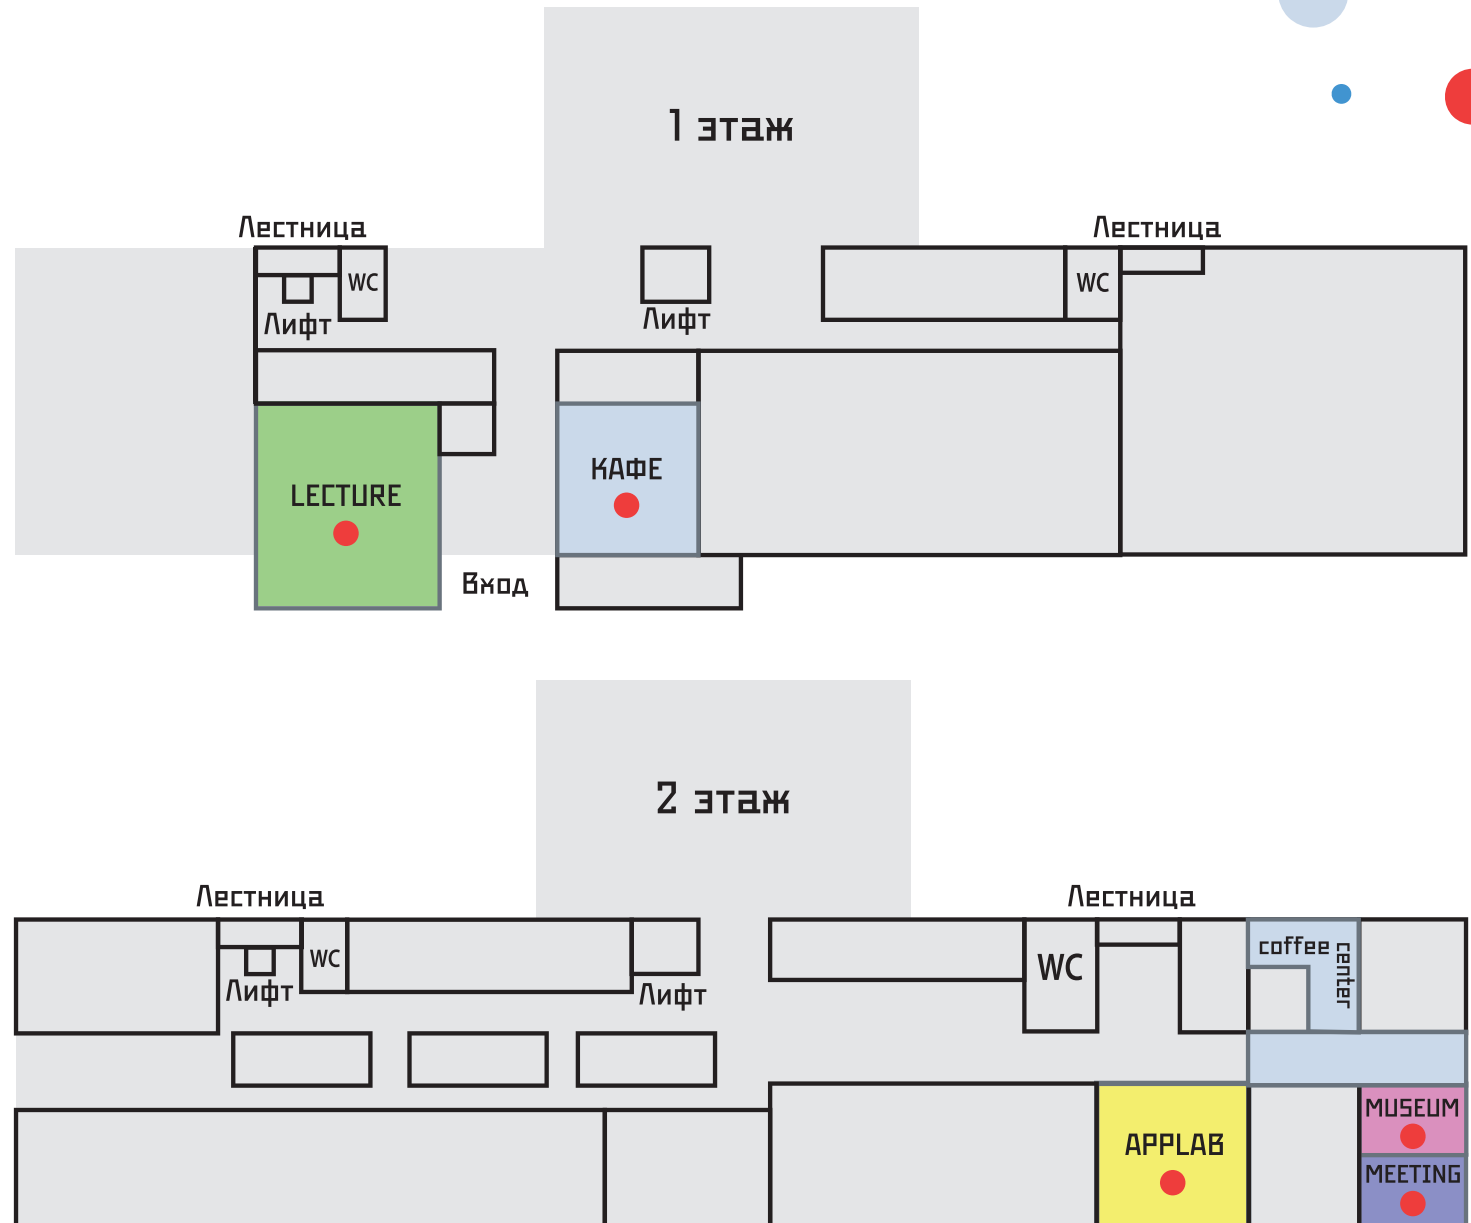 1 этаж
Лестница
Лестница
WC
WC
Лифт
Лифт
КАФЕ
LECTURE
Вход
2 этаж
Лестница
Лестница
coffee
center
WC
WC
Лифт
Лифт
MUSEUM
APPLAB
MEETING